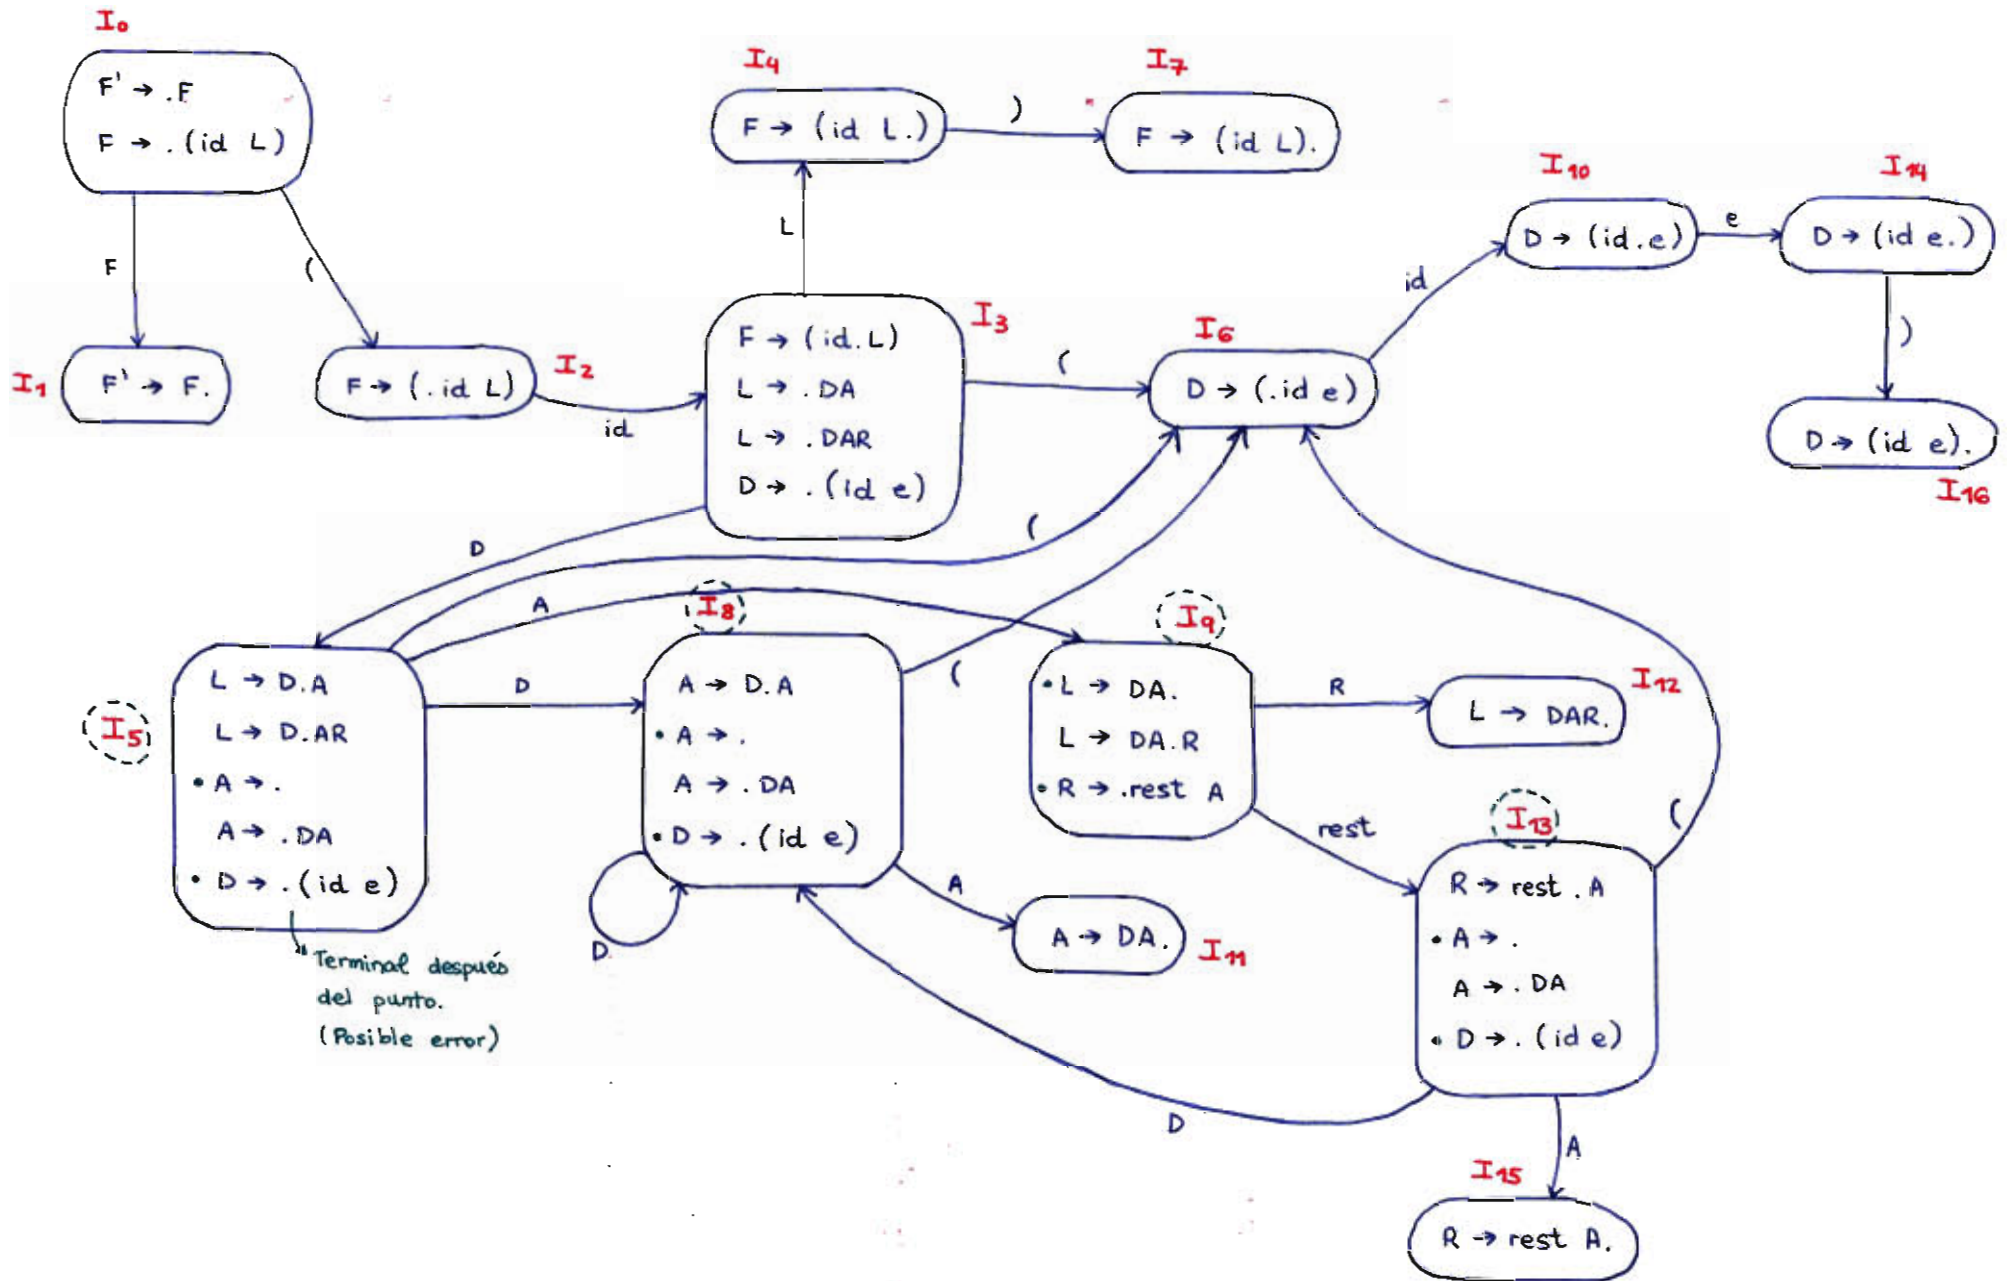 I₀
F' → .F
F → .(id L)
F
(
I₁
F' → F.
F → (.id L)
I₂
id
I₄
F → (id L.)
)
I₇
F → (id L).
L
I₃
F → (id.L)
L → .DA
L → .DAR
D → .(id e)
(
I₆
D → (.id e)
id
I₁₀
D → (id.e)
e
I₁₄
D → (id e.)
)
D → (id e).
I₁₆
D
(
A
I₅
L → D.A
L → D.AR
• A → .
A → .DA
• D → .(id e)
Terminal después
del punto.
(Posible error)
D
I₈
A → D.A
• A → .
A → .DA
• D → .(id e)
D
(
A
A → DA.
I₁₁
I₉
• L → DA.
L → DA.R
• R → .rest A
R
I₁₂
L → DAR.
rest
I₁₃
R → rest .A
• A → .
A → .DA
• D → .(id e)
(
D
A
I₁₅
R → rest A.